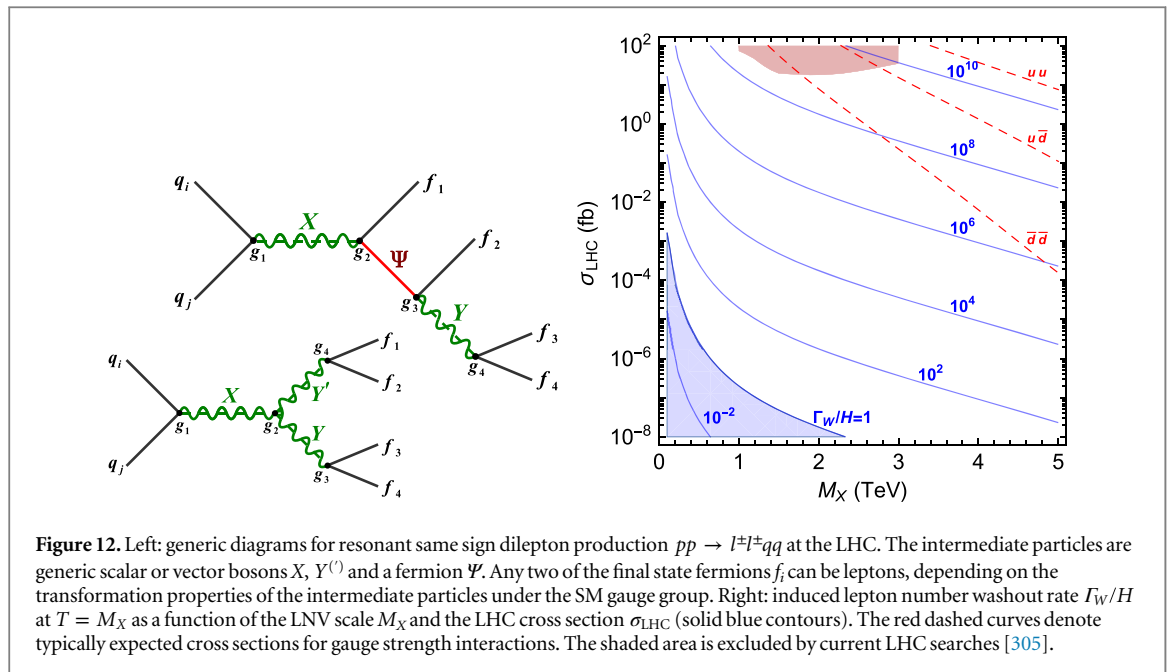 q_i
q_j
X
g_1
g_2
f_1
Ψ
f_2
g_3
Y
g_4
f_3
f_4
q_i
q_j
X
g_1
g_2
Y′
g_4
f_1
f_2
Y
g_3
f_3
f_4
10^2
10^0
10^-2
10^-4
10^-6
10^-8
σ_LHC (fb)
0
1
2
3
4
5
M_X (TeV)
10^10
u u
u d̅
10^8
10^6
d̅ d̅
10^4
10^2
10^-2
Γ_W/H=1
Figure 12. Left: generic diagrams for resonant same sign dilepton production pp → l^±l^±qq at the LHC. The intermediate particles are
generic scalar or vector bosons X, Y^(′) and a fermion Ψ. Any two of the final state fermions f_i can be leptons, depending on the
transformation properties of the intermediate particles under the SM gauge group. Right: induced lepton number washout rate Γ_W/H
at T = M_X as a function of the LNV scale M_X and the LHC cross section σ_LHC (solid blue contours). The red dashed curves denote
typically expected cross sections for gauge strength interactions. The shaded area is excluded by current LHC searches [305].